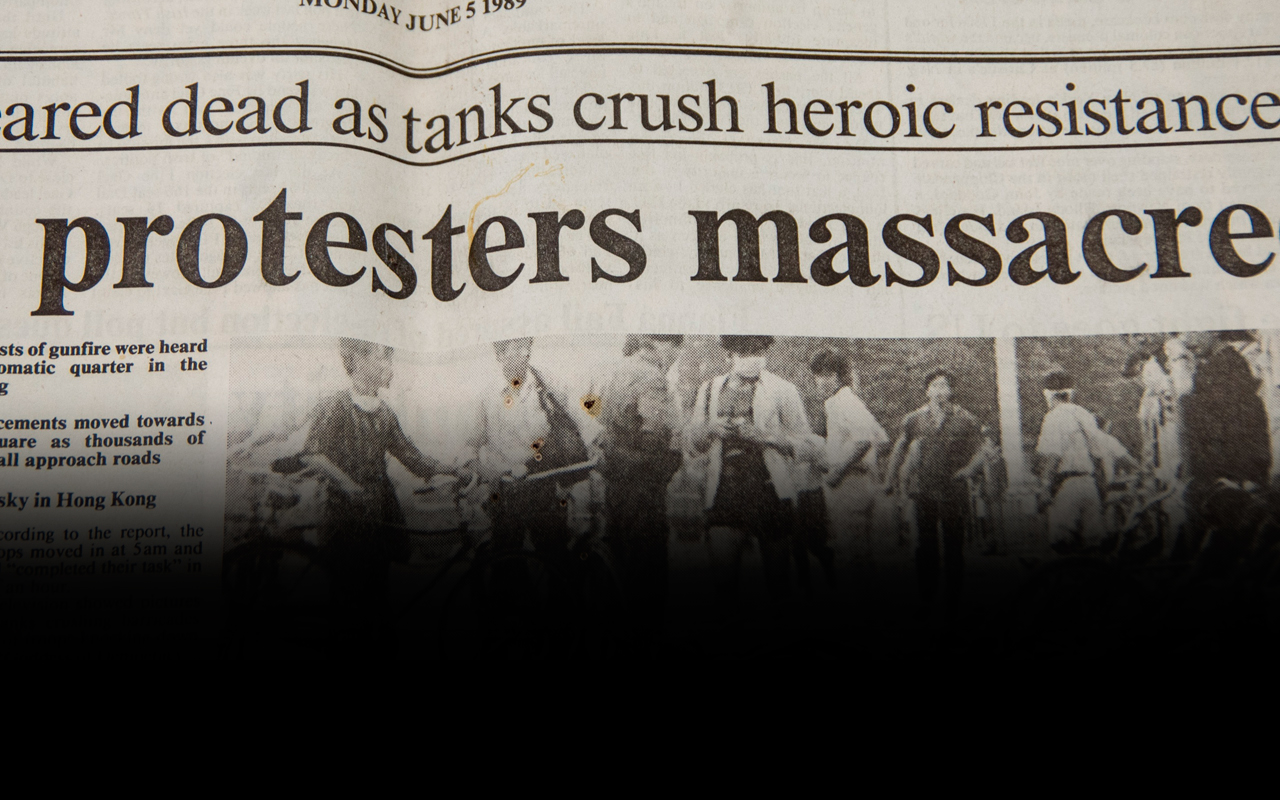 MONDAY JUNE 5 1989
ared dead as tanks crush heroic resistance
protesters massacre
sts of gunfire were heard
omatic quarter in the
g
cements moved towards
uare as thousands of
all approach roads
sky in Hong Kong
cording to the report, the
ops moved in at 5am and
"completed their task" in